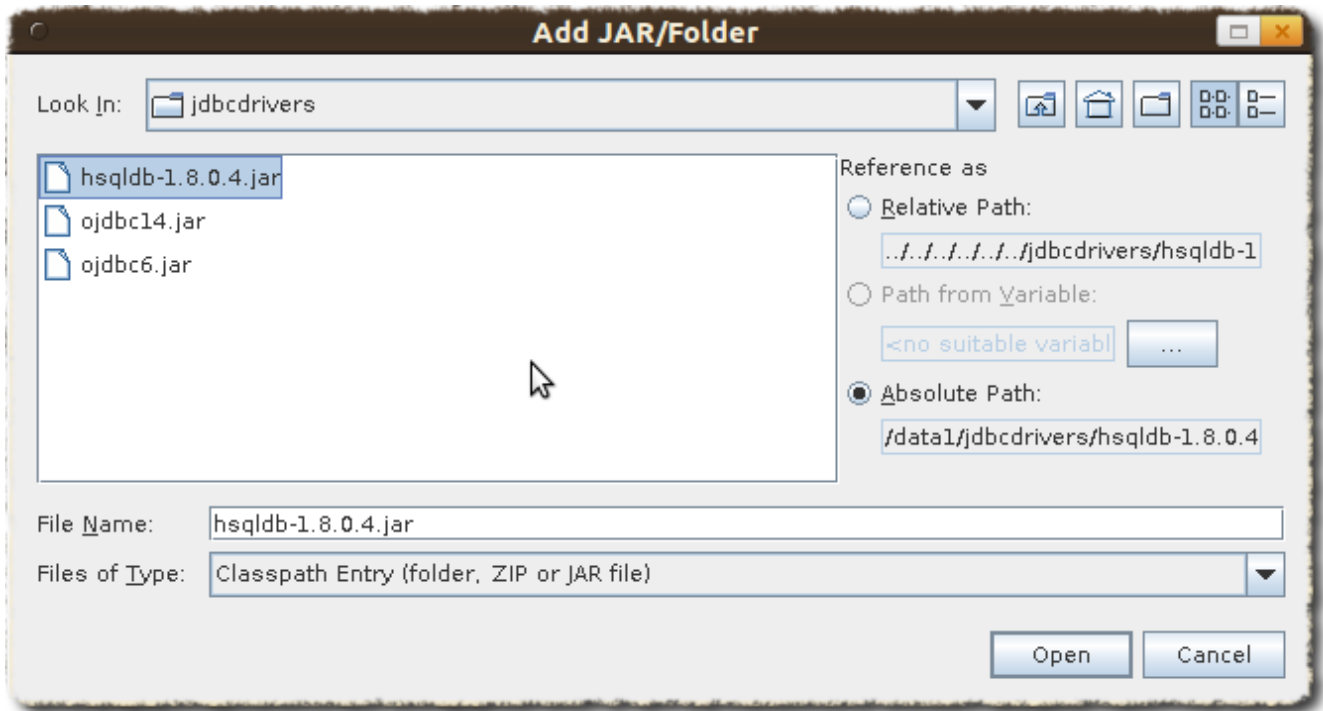 Add JAR/Folder
Look In: jdbcdrivers
hsqldb-1.8.0.4.jar
ojdbc14.jar
ojdbc6.jar
Reference as
Relative Path:
../../../../../../jdbcdrivers/hsqldb-1
Path from Variable:
<no suitable variabl ...
Absolute Path:
/data1/jdbcdrivers/hsqldb-1.8.0.4
File Name: hsqldb-1.8.0.4.jar
Files of Type: Classpath Entry (folder, ZIP or JAR file)
Open Cancel